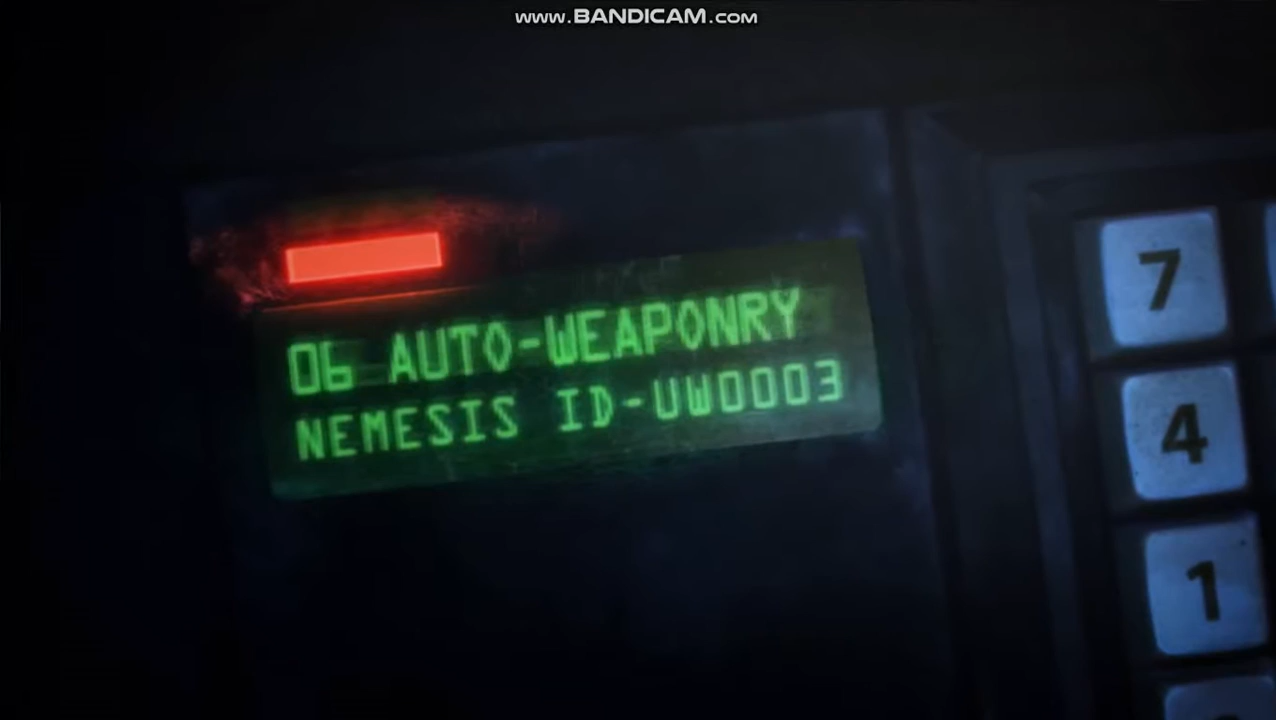 www.BANDICAM.com
06 AUTO-WEAPONRY
NEMESIS ID-UW0003
7
4
1